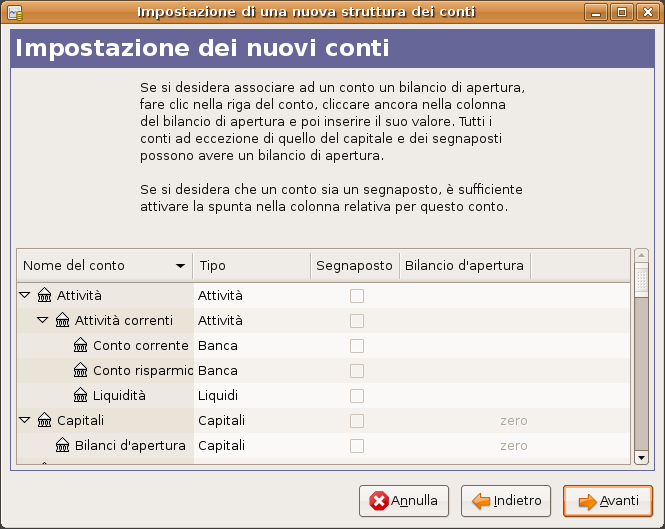 Impostazione di una nuova struttura dei conti
Impostazione dei nuovi conti
Se si desidera associare ad un conto un bilancio di apertura,
fare clic nella riga del conto, cliccare ancora nella colonna
del bilancio di apertura e poi inserire il suo valore. Tutti i
conti ad eccezione di quello del capitale e dei segnaposti
possono avere un bilancio di apertura.
Se si desidera che un conto sia un segnaposto, è sufficiente
attivare la spunta nella colonna relativa per questo conto.
Nome del conto Tipo Segnaposto Bilancio d'apertura
Attività Attività
Attività correnti Attività
Conto corrente Banca
Conto risparmic Banca
Liquidità Liquidi
Capitali Capitali zero
Bilanci d'apertura Capitali zero
Annulla Indietro Avanti